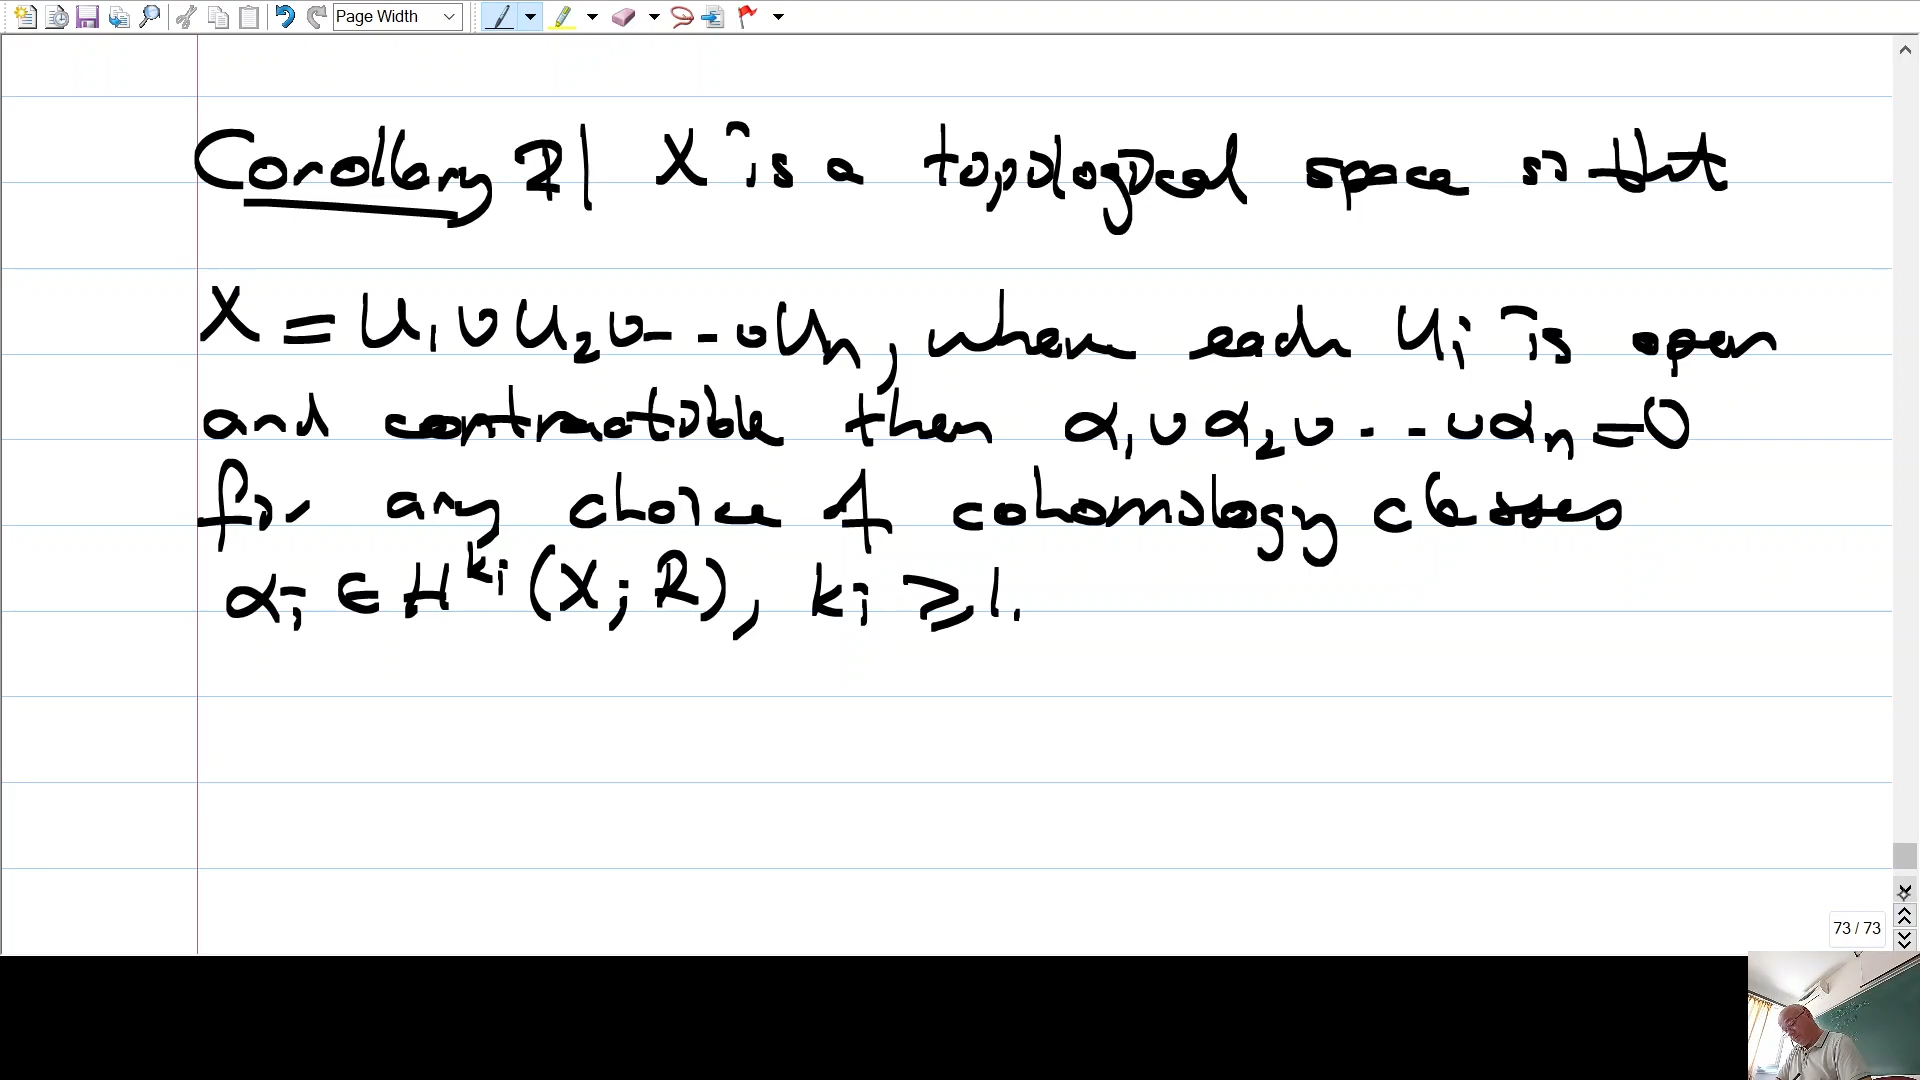 Page Width
Corollary 2| X is a topological space so that
X = U₁ ∪ U₂ ∪ - - ∪ Uₙ, where each Uᵢ is open
and contractible then α₁ ∪ α₂ ∪ - - ∪ αₙ = 0
for any choice of cohomology classes
αᵢ ∈ H^{kᵢ}(X; R), kᵢ ≥ 1.
73 / 73